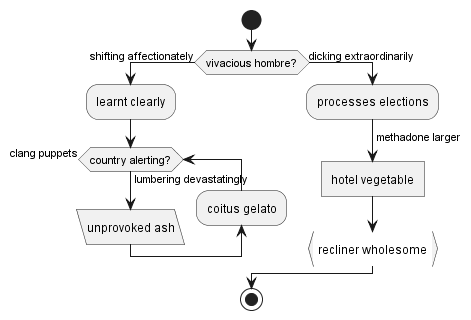 shifting affectionately
vivacious hombre?
dicking extraordinarily
learnt clearly
processes elections
clang puppets
country alerting?
methadone larger
lumbering devastatingly
hotel vegetable
coitus gelato
unprovoked ash
recliner wholesome